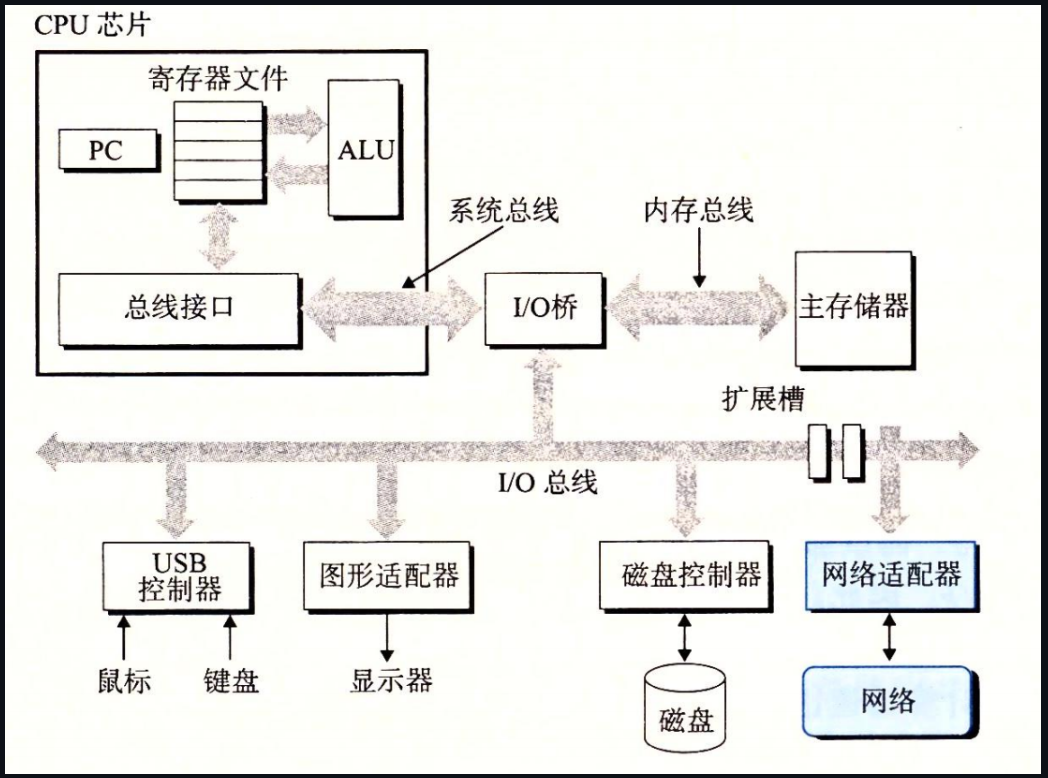 CPU 芯片
寄存器文件
PC
ALU
系统总线
内存总线
总线接口
I/O桥
主存储器
扩展槽
I/O 总线
USB
控制器
图形适配器
磁盘控制器
网络适配器
鼠标
键盘
显示器
磁盘
网络